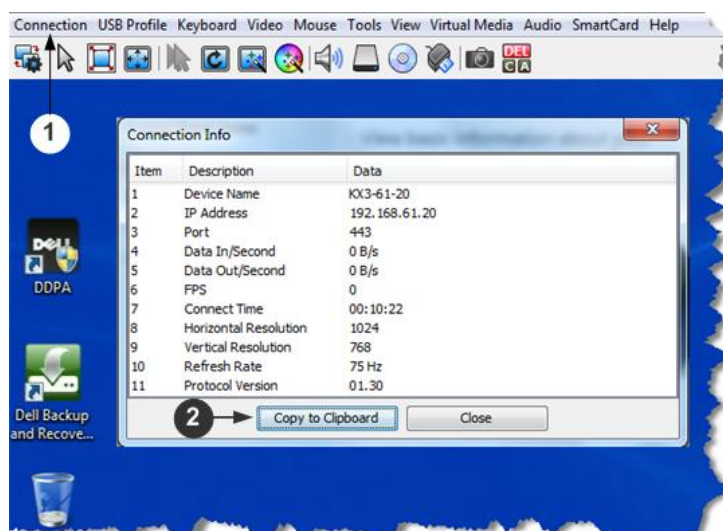 Connection USB Profile Keyboard Video Mouse Tools View Virtual Media Audio SmartCard Help
DEL
C A
1
Connection Info
Item Description Data
1 Device Name KX3-61-20
2 IP Address 192.168.61.20
3 Port 443
4 Data In/Second 0 B/s
5 Data Out/Second 0 B/s
6 FPS 0
7 Connect Time 00:10:22
8 Horizontal Resolution 1024
9 Vertical Resolution 768
10 Refresh Rate 75 Hz
11 Protocol Version 01.30
2
Copy to Clipboard Close
DELL
DDPA
Dell Backup
and Recove...